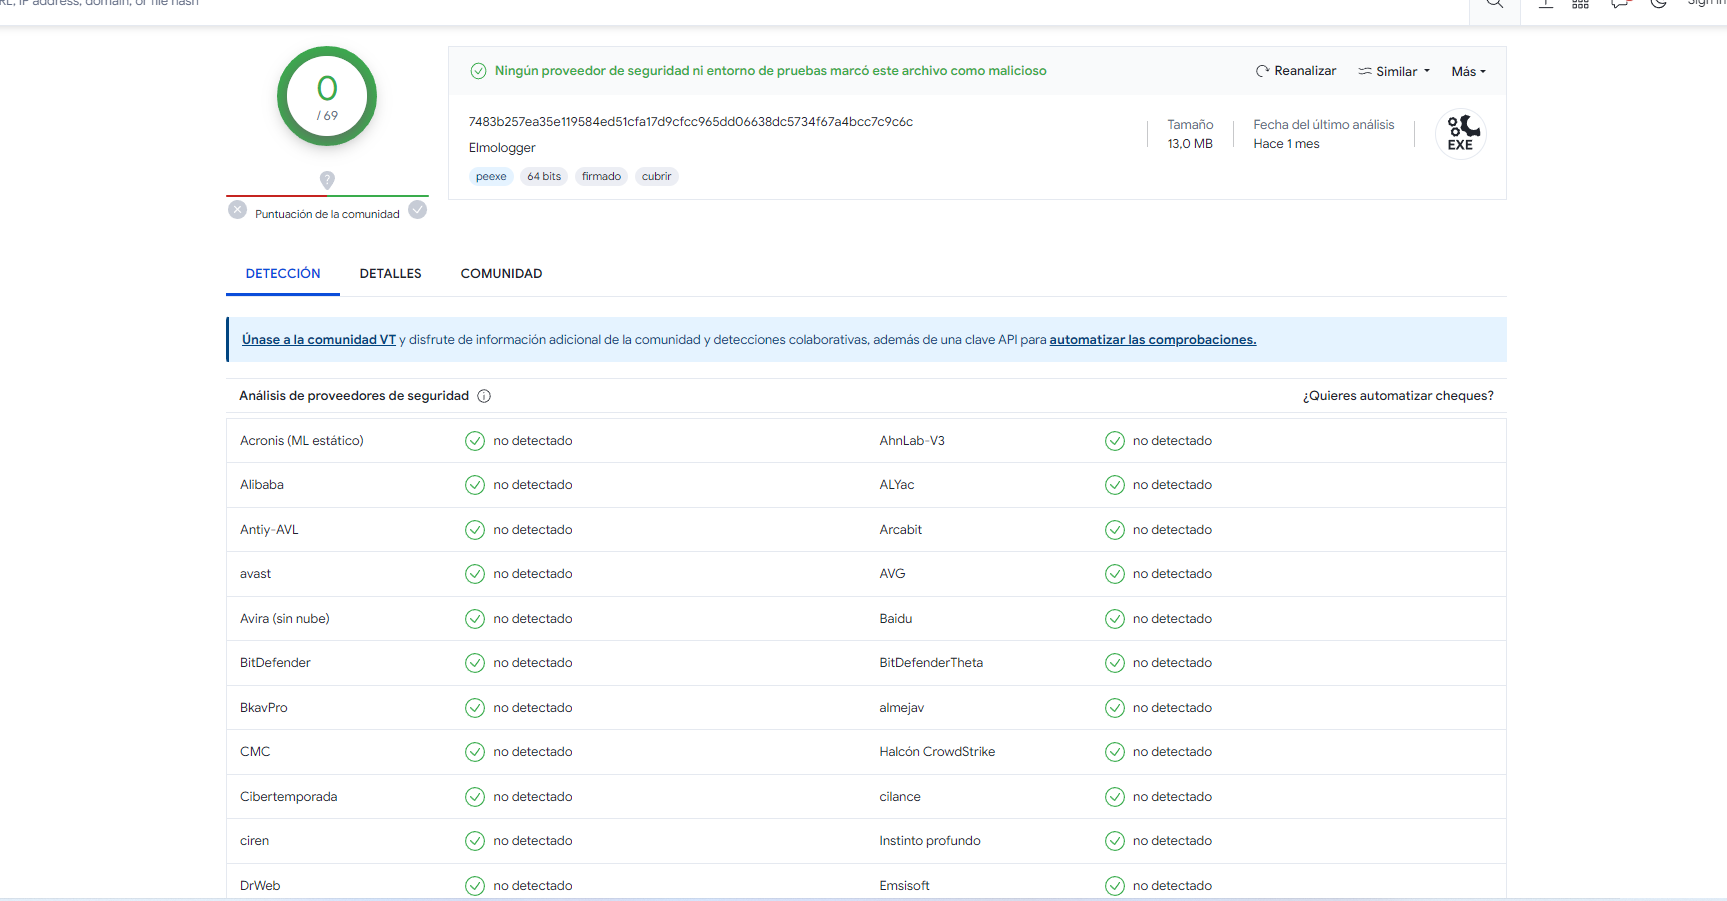 RL, IP address, domain, or file hash
Sign in
0
/ 69
Ningún proveedor de seguridad ni entorno de pruebas marcó este archivo como malicioso
Reanalizar
Similar
Más
7483b257ea35e119584ed51cfa17d9cfcc965dd06638dc5734f67a4bcc7c9c6c
Elmologger
peexe
64 bits
firmado
cubrir
Tamaño
13,0 MB
Fecha del último análisis
Hace 1 mes
EXE
?
Puntuación de la comunidad
DETECCIÓN
DETALLES
COMUNIDAD
Únase a la comunidad VT y disfrute de información adicional de la comunidad y detecciones colaborativas, además de una clave API para automatizar las comprobaciones.
Análisis de proveedores de seguridad
¿Quieres automatizar cheques?
Acronis (ML estático) no detectado AhnLab-V3 no detectado
Alibaba no detectado ALYac no detectado
Antiy-AVL no detectado Arcabit no detectado
avast no detectado AVG no detectado
Avira (sin nube) no detectado Baidu no detectado
BitDefender no detectado BitDefenderTheta no detectado
BkavPro no detectado almejav no detectado
CMC no detectado Halcón CrowdStrike no detectado
Cibertemporada no detectado cilance no detectado
ciren no detectado Instinto profundo no detectado
DrWeb no detectado Emsisoft no detectado